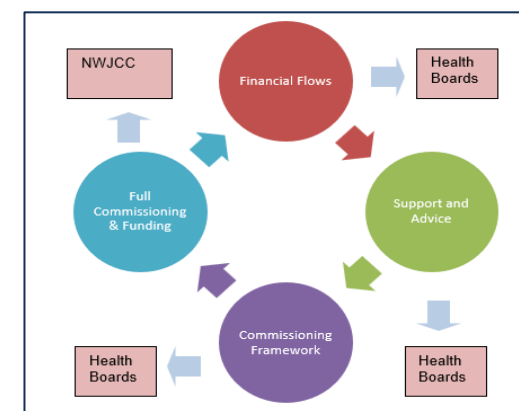 NWJCC
Financial Flows
Health
Boards
Full
Commissioning
& Funding
Support and
Advice
Commissioning
Framework
Health
Boards
Health
Boards